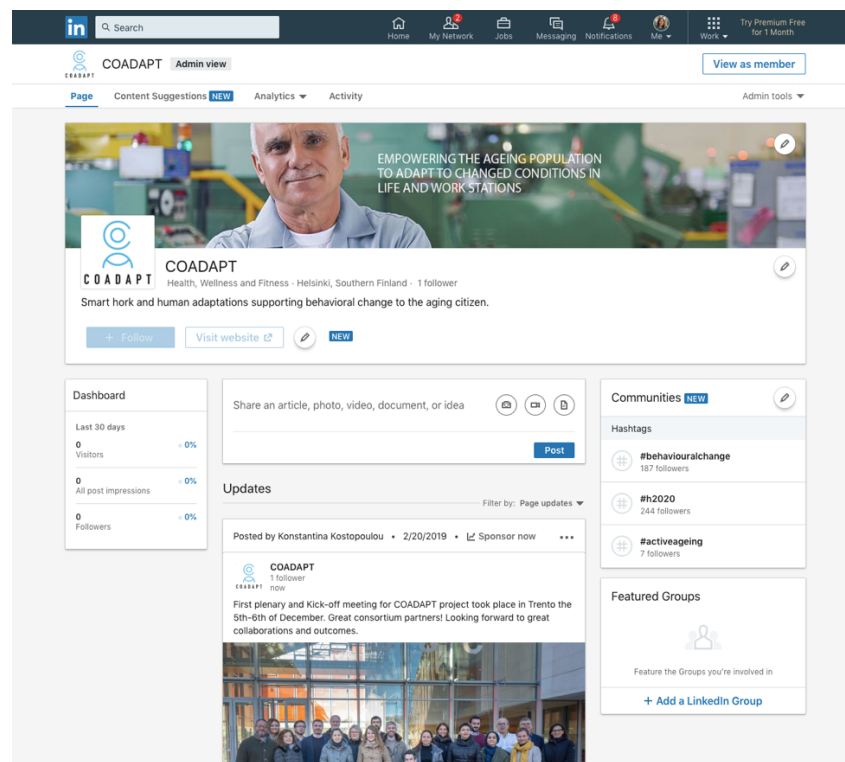 in
Search
2
8
Home
My Network
Jobs
Messaging
Notifications
Me
Work
Try Premium Free
for 1 Month
COADAPT
COADAPT
Admin view
View as member
Page
Content Suggestions NEW
Analytics
Activity
Admin tools
EMPOWERING THE AGEING POPULATION
TO ADAPT TO CHANGED CONDITIONS IN
LIFE AND WORK STATIONS
COADAPT
COADAPT
Health, Wellness and Fitness · Helsinki, Southern Finland · 1 follower
Smart hork and human adaptations supporting behavioral change to the aging citizen.
+ Follow
Visit website
NEW
Dashboard
Last 30 days
0
0%
Visitors
0
0%
All post impressions
0
0%
Followers
Share an article, photo, video, document, or idea
Post
Updates
Filter by: Page updates
Posted by Konstantina Kostopoulou • 2/20/2019 • Sponsor now
COADAPT
COADAPT
1 follower
now
First plenary and Kick-off meeting for COADAPT project took place in Trento the
5th-6th of December. Great consortium partners! Looking forward to great
collaborations and outcomes.
Communities NEW
Hashtags
#behaviouralchange
187 followers
#h2020
244 followers
#activeageing
7 followers
Featured Groups
Feature the Groups you're involved in
+ Add a LinkedIn Group